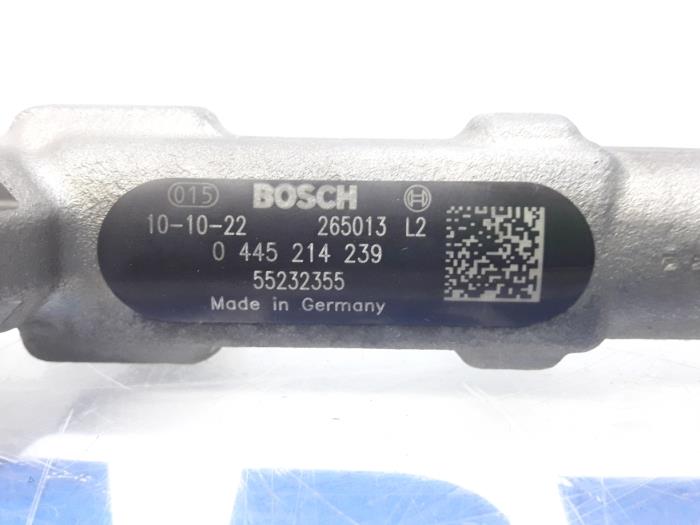 015 BOSCH
10-10-22 265013 L2
0 445 214 239
55232355
Made in Germany